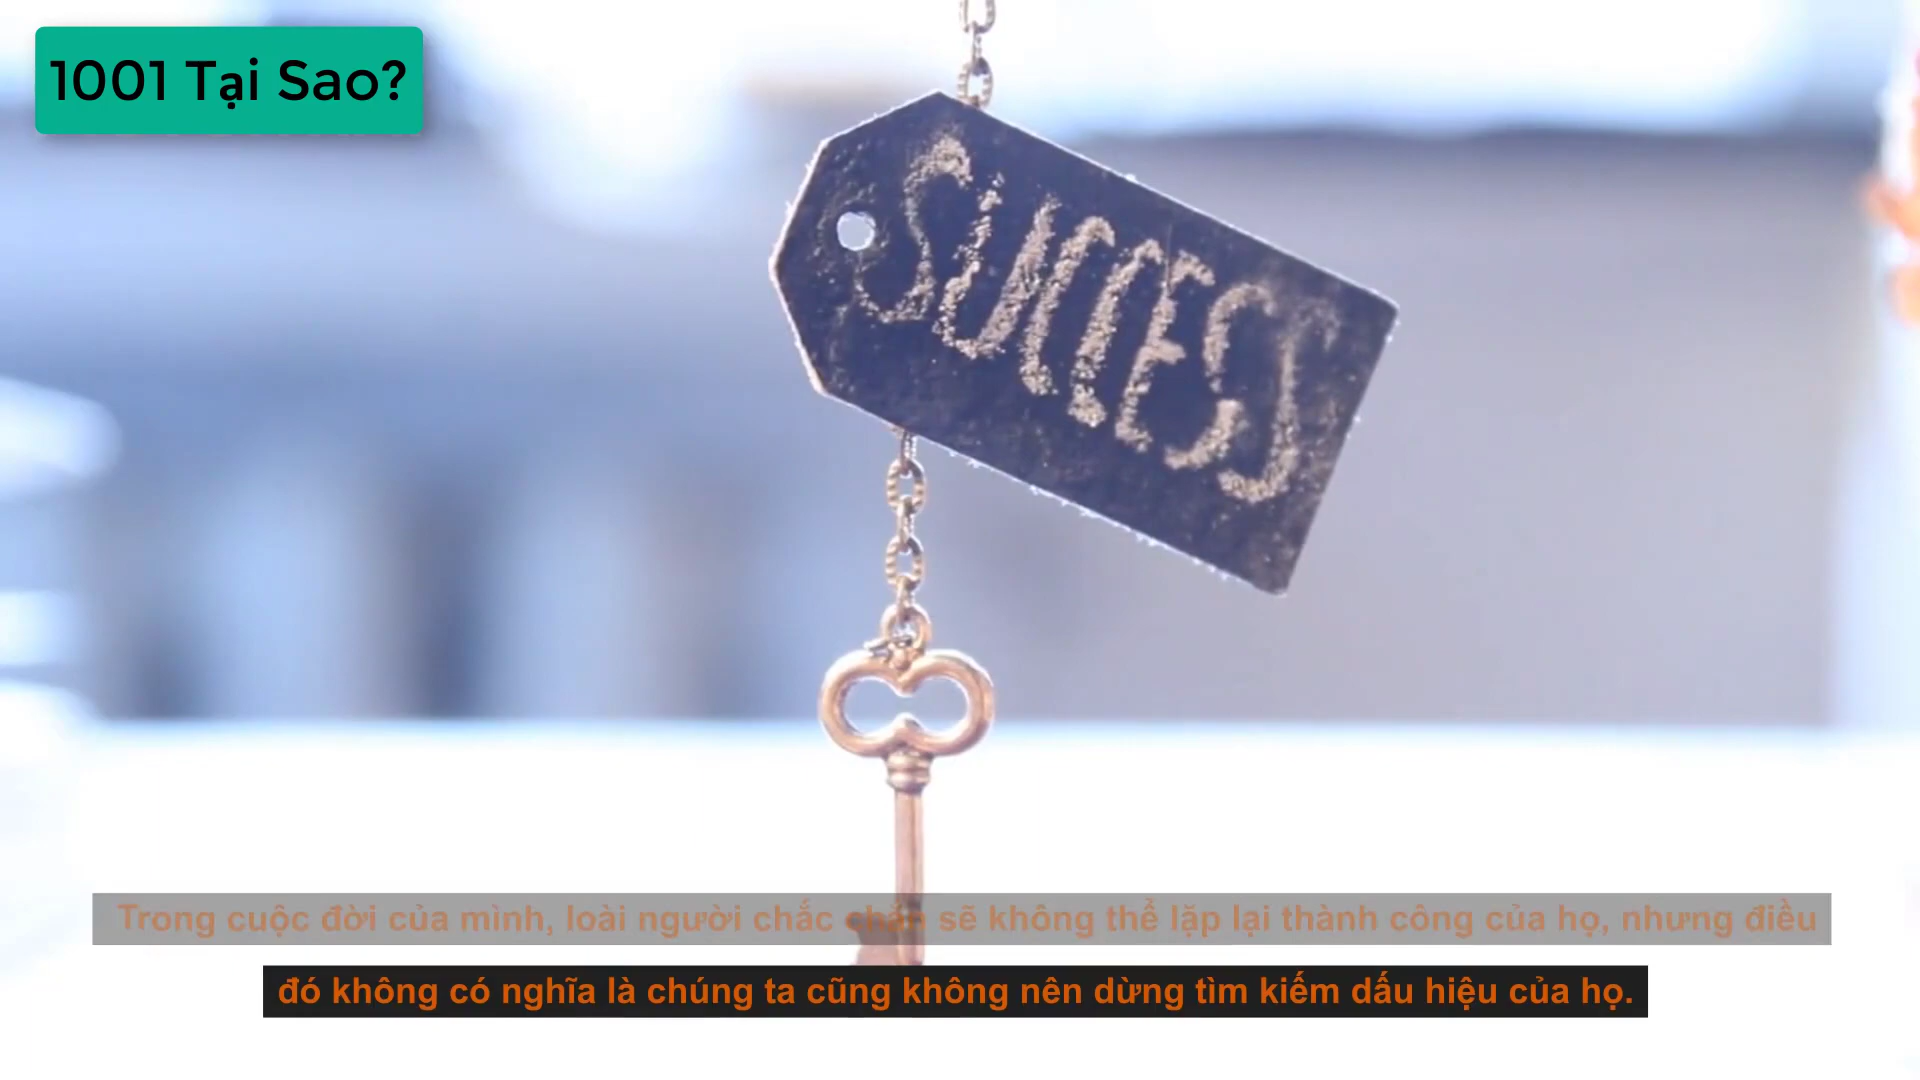 1001 Tại Sao?
SUCCESS
Trong cuộc đời của mình, loài người chắc chắn sẽ không thể lặp lại thành công của họ, nhưng điều
đó không có nghĩa là chúng ta cũng không nên dừng tìm kiếm dấu hiệu của họ.